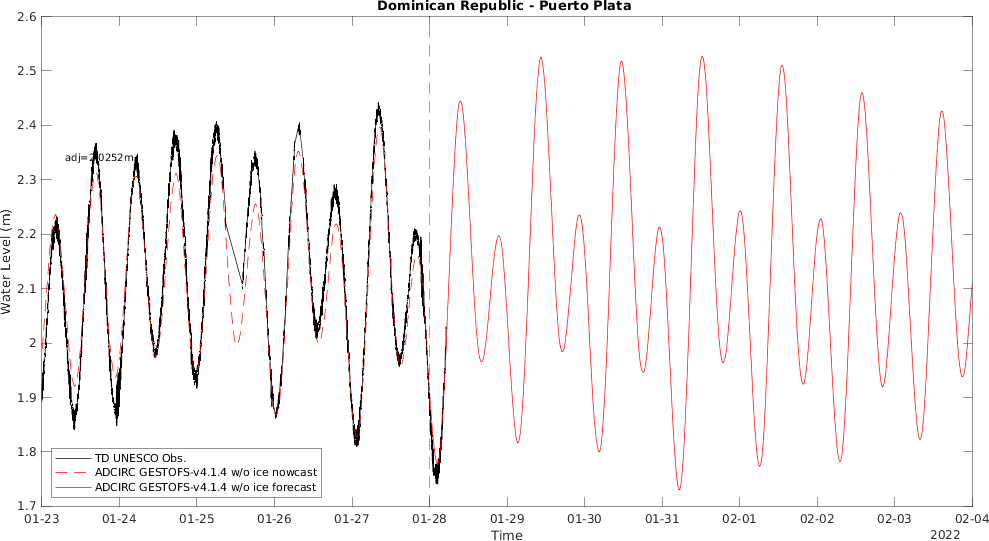 Dominican Republic - Puerto Plata
2.6
2.5
2.4
2.3
2.2
2.1
2
1.9
1.8
1.7
Water Level (m)
adj=2.0252m
TD UNESCO Obs.
ADCIRC GESTOFS-v4.1.4 w/o ice nowcast
ADCIRC GESTOFS-v4.1.4 w/o ice forecast
01-23 01-24 01-25 01-26 01-27 01-28 01-29 01-30 01-31 02-01 02-02 02-03 02-04
Time
2022